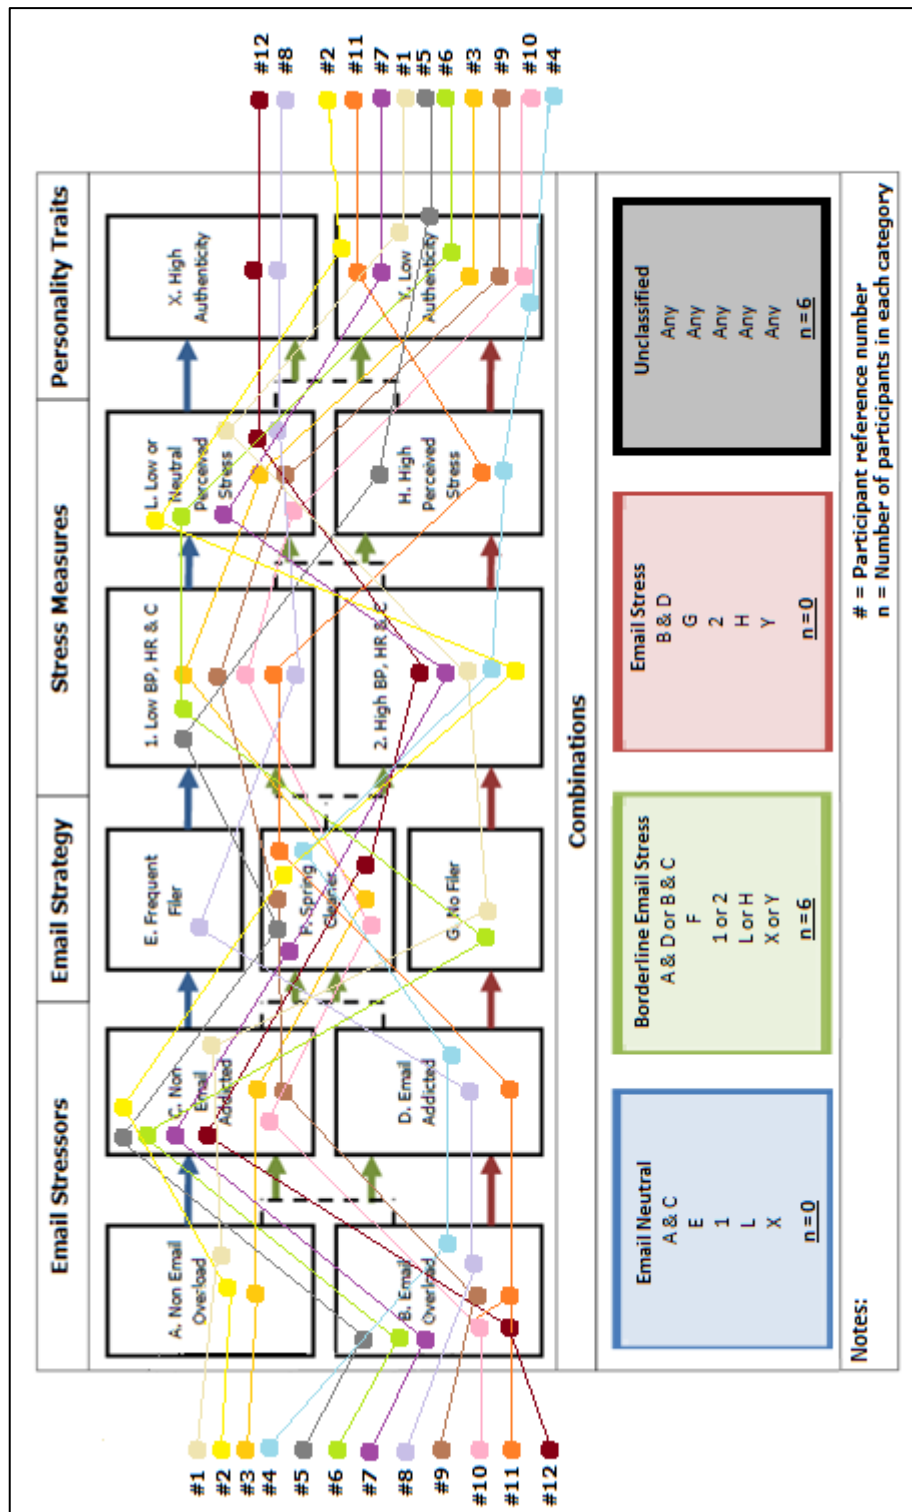 Email Stressors
Email Strategy
Stress Measures
Personality Traits
A. Non Email
Overload
B. Email
Overload
C. Non
Email
Addicted
D. Email
Addicted
E. Frequent
Filer
F. Spring
Cleaner
G. No Filer
1. Low BP, HR & C
2. High BP, HR & C
L. Low or
Neutral
Perceived
Stress
H. High
Perceived
Stress
X. High
Authenticity
Y. Low
Authenticity
#1
#2
#3
#4
#5
#6
#7
#8
#9
#10
#11
#12
#12
#8
#2
#11
#7
#1
#5
#6
#3
#9
#10
#4
Combinations
Email Neutral
A & C
E
1
L
X
n=0
Borderline Email Stress
A & D or B & C
F
1 or 2
L or H
X or Y
n=6
Email Stress
B & D
G
2
H
Y
n=0
Unclassified
Any
Any
Any
Any
Any
n=6
Notes:
# = Participant reference number
n = Number of participants in each category